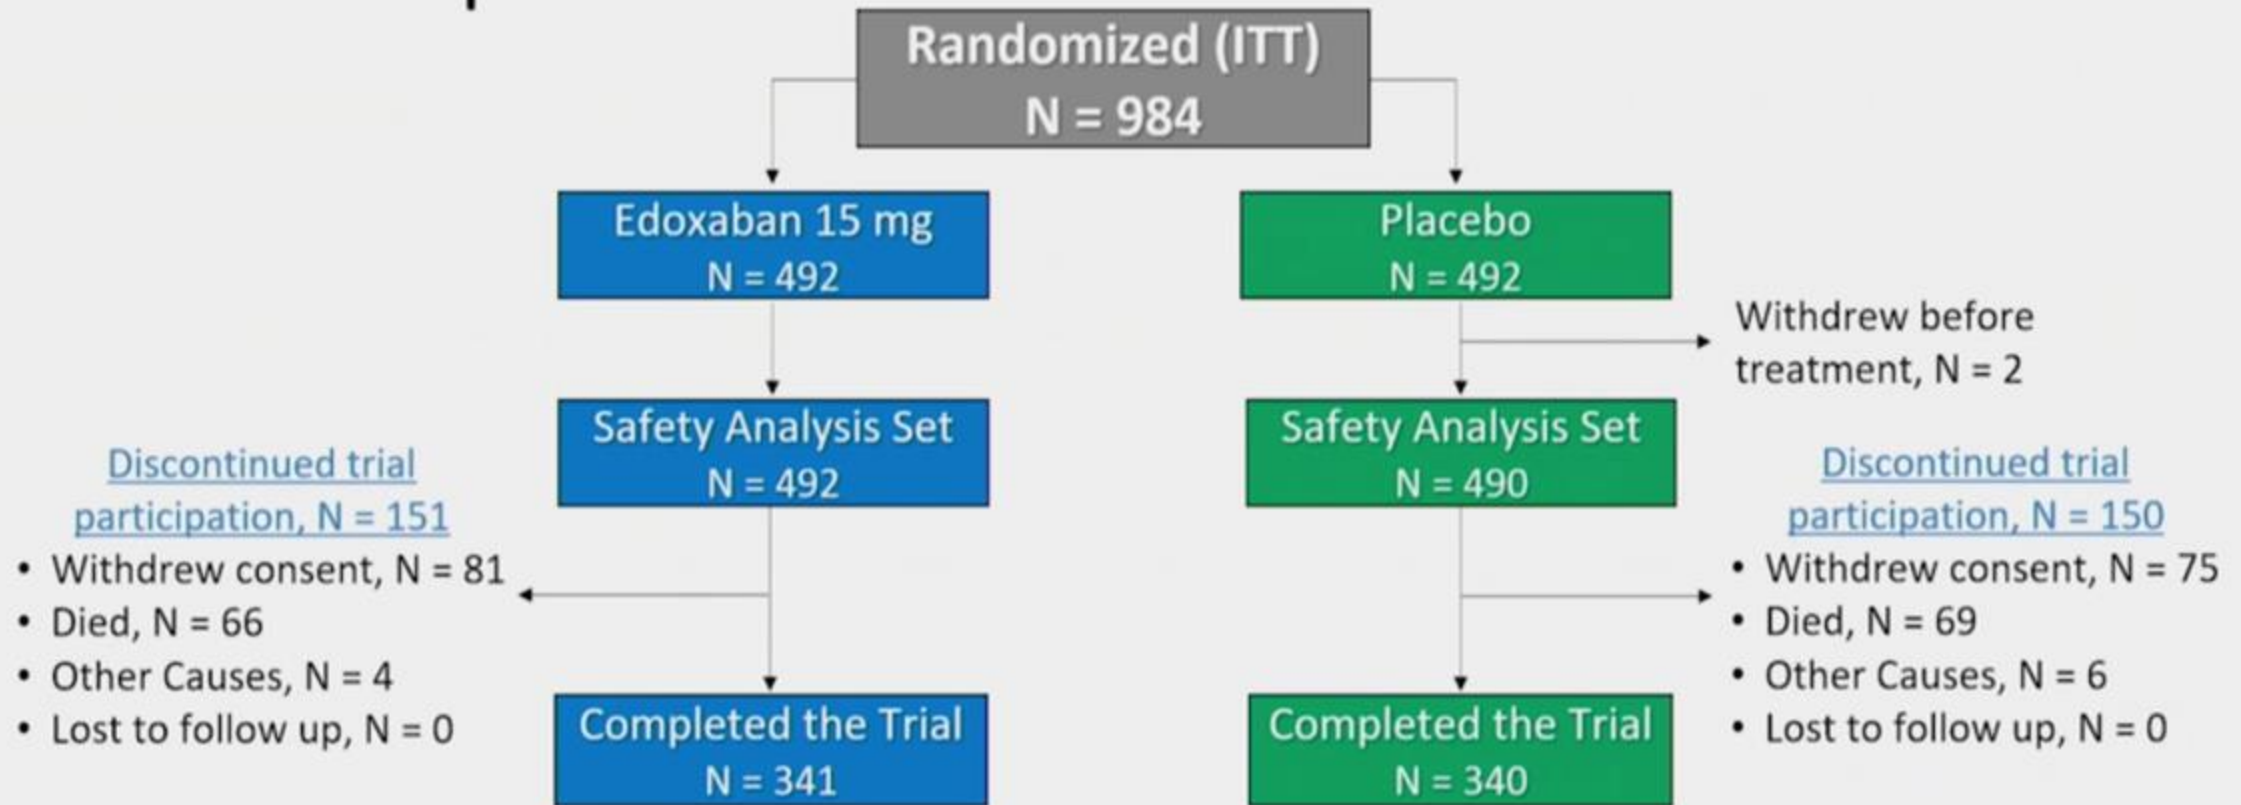 Randomized (ITT)
N = 984
Edoxaban 15 mg
N = 492
Placebo
N = 492
Withdrew before
treatment, N = 2
Safety Analysis Set
N = 492
Safety Analysis Set
N = 490
Discontinued trial
participation, N = 151
• Withdrew consent, N = 81
• Died, N = 66
• Other Causes, N = 4
• Lost to follow up, N = 0
Discontinued trial
participation, N = 150
• Withdrew consent, N = 75
• Died, N = 69
• Other Causes, N = 6
• Lost to follow up, N = 0
Completed the Trial
N = 341
Completed the Trial
N = 340